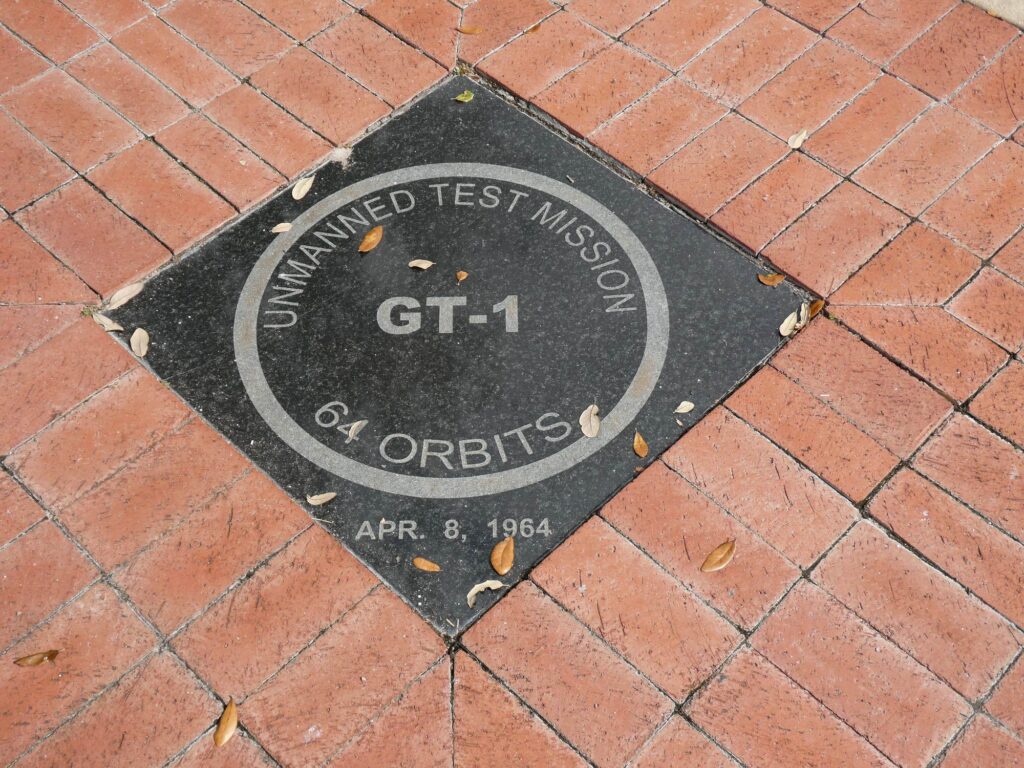 UNMANNED TEST MISSION
GT-1
64 ORBITS
APR. 8, 1964